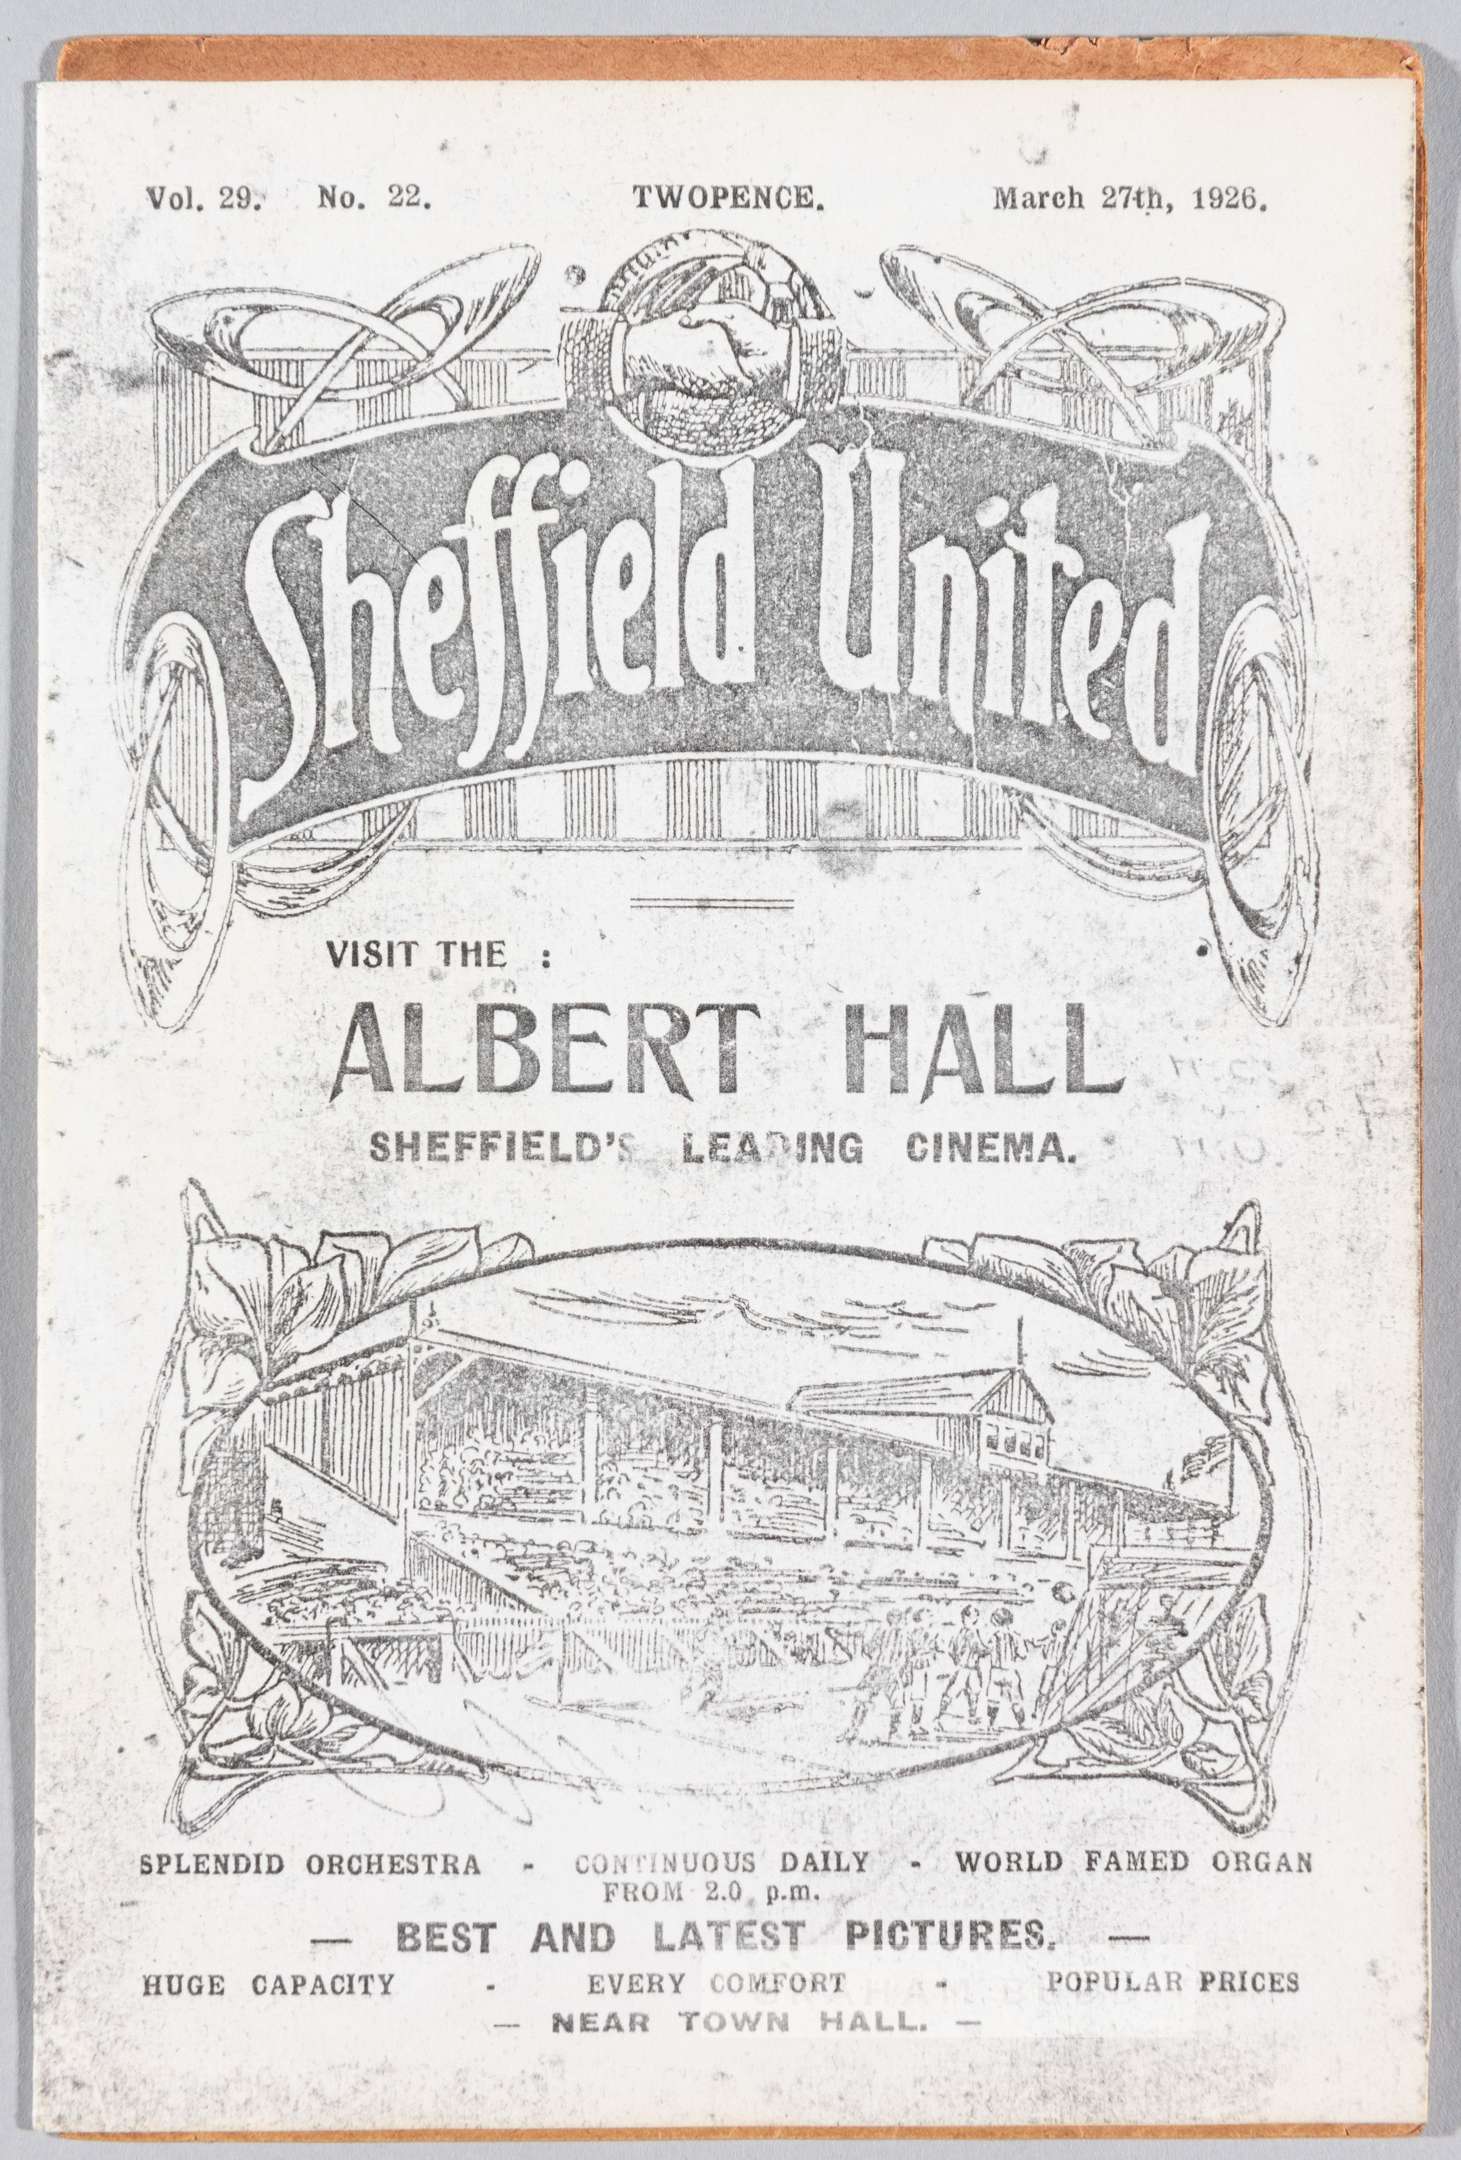 Vol. 29. No. 22. TWOPENCE. March 27th, 1926.
Sheffield United
VISIT THE :
ALBERT HALL
SHEFFIELD'S LEADING CINEMA.
SPLENDID ORCHESTRA - CONTINUOUS DAILY - WORLD FAMED ORGAN
FROM 2.0 p.m.
— BEST AND LATEST PICTURES. —
HUGE CAPACITY - EVERY COMFORT - POPULAR PRICES
— NEAR TOWN HALL. —